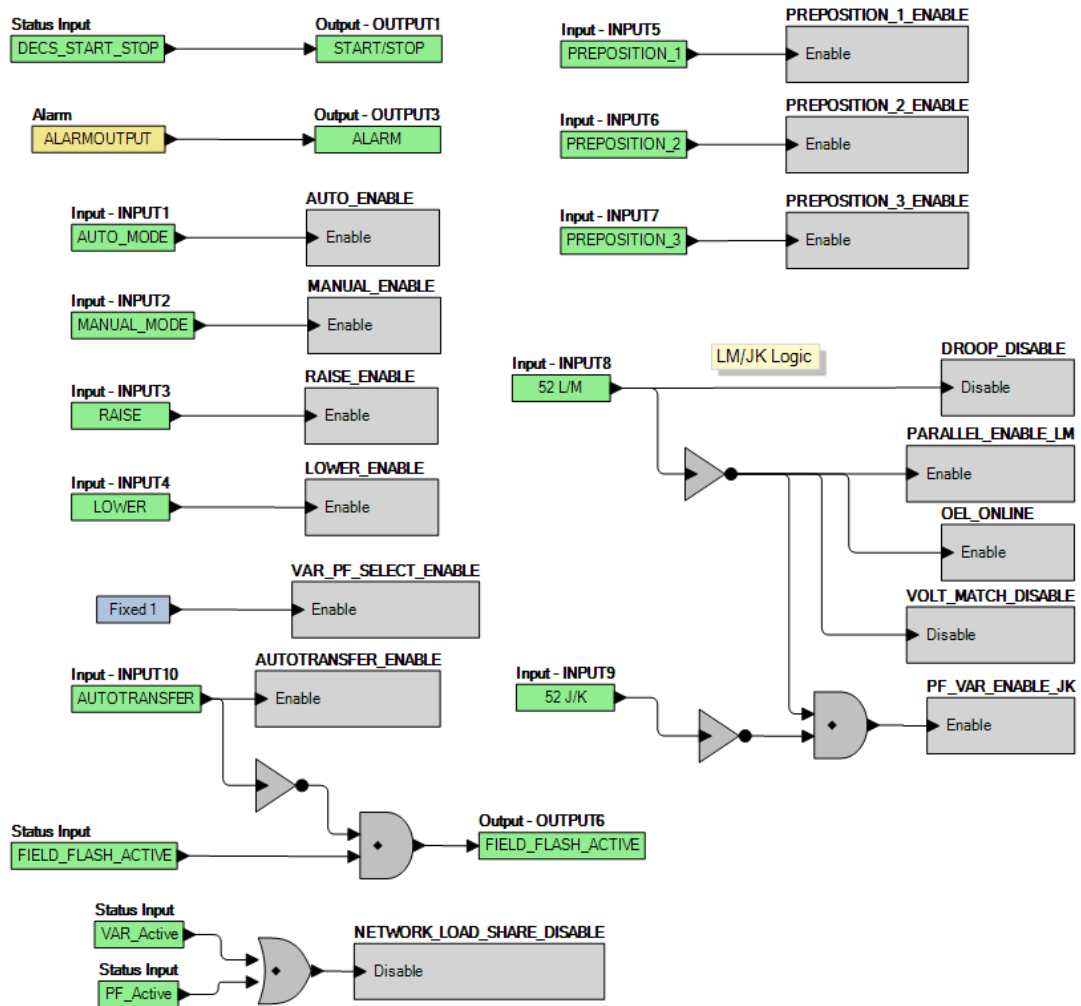 Status Input
DECS_START_STOP
Output - OUTPUT1
START/STOP
Alarm
ALARMOUTPUT
Output - OUTPUT3
ALARM
Input - INPUT1
AUTO_MODE
AUTO_ENABLE
Enable
Input - INPUT2
MANUAL_MODE
MANUAL_ENABLE
Enable
Input - INPUT3
RAISE
RAISE_ENABLE
Enable
Input - INPUT4
LOWER
LOWER_ENABLE
Enable
Fixed 1
VAR_PF_SELECT_ENABLE
Enable
Input - INPUT10
AUTOTRANSFER
AUTOTRANSFER_ENABLE
Enable
Status Input
FIELD_FLASH_ACTIVE
Output - OUTPUT6
FIELD_FLASH_ACTIVE
Status Input
VAR_Active
Status Input
PF_Active
NETWORK_LOAD_SHARE_DISABLE
Disable
Input - INPUT5
PREPOSITION_1
PREPOSITION_1_ENABLE
Enable
Input - INPUT6
PREPOSITION_2
PREPOSITION_2_ENABLE
Enable
Input - INPUT7
PREPOSITION_3
PREPOSITION_3_ENABLE
Enable
LM/JK Logic
Input - INPUT8
52 L/M
DROOP_DISABLE
Disable
PARALLEL_ENABLE_LM
Enable
OEL_ONLINE
Enable
VOLT_MATCH_DISABLE
Disable
Input - INPUT9
52 J/K
PF_VAR_ENABLE_JK
Enable